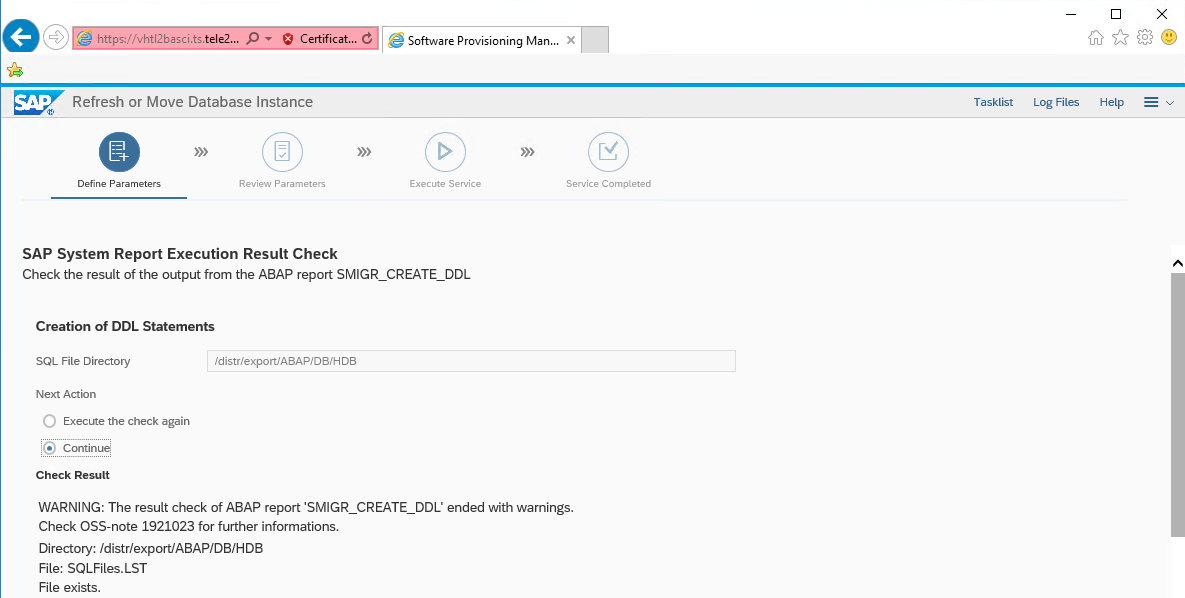 https://vhtl2basci.ts.tele2... Certificat... Software Provisioning Man...
SAP Refresh or Move Database Instance Tasklist Log Files Help
Define Parameters Review Parameters Execute Service Service Completed
SAP System Report Execution Result Check
Check the result of the output from the ABAP report SMIGR_CREATE_DDL
Creation of DDL Statements
SQL File Directory /distr/export/ABAP/DB/HDB
Next Action
Execute the check again
Continue
Check Result
WARNING: The result check of ABAP report 'SMIGR_CREATE_DDL' ended with warnings.
Check OSS-note 1921023 for further informations.
Directory: /distr/export/ABAP/DB/HDB
File: SQLFiles.LST
File exists.